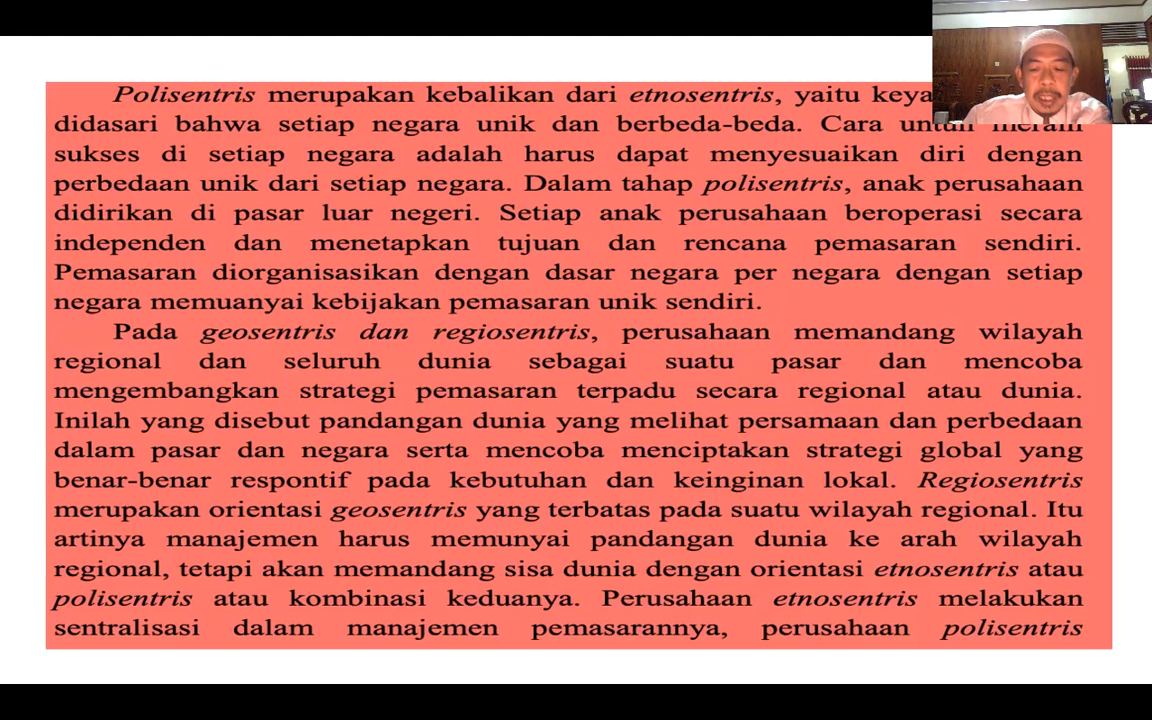 Polisentris merupakan kebalikan dari etnosentris, yaitu
didasari bahwa setiap negara unik dan berbeda-beda. Cara
sukses di setiap negara adalah harus dapat menyesuaikan diri dengan
perbedaan unik dari setiap negara. Dalam tahap polisentris, anak perusahaan
didirikan di pasar luar negeri. Setiap anak perusahaan beroperasi secara
independen dan menetapkan tujuan dan rencana pemasaran sendiri.
Pemasaran diorganisasikan dengan dasar negara per negara dengan setiap
negara memuanyai kebijakan pemasaran unik sendiri.
Pada geosentris dan regiosentris, perusahaan memandang wilayah
regional dan seluruh dunia sebagai suatu pasar dan mencoba
mengembangkan strategi pemasaran terpadu secara regional atau dunia.
Inilah yang disebut pandangan dunia yang melihat persamaan dan perbedaan
dalam pasar dan negara serta mencoba menciptakan strategi global yang
benar-benar respontif pada kebutuhan dan keinginan lokal. Regiosentris
merupakan orientasi geosentris yang terbatas pada suatu wilayah regional. Itu
artinya manajemen harus memunyai pandangan dunia ke arah wilayah
regional, tetapi akan memandang sisa dunia dengan orientasi etnosentris atau
polisentris atau kombinasi keduanya. Perusahaan etnosentris melakukan
sentralisasi dalam manajemen pemasarannya, perusahaan polisentris